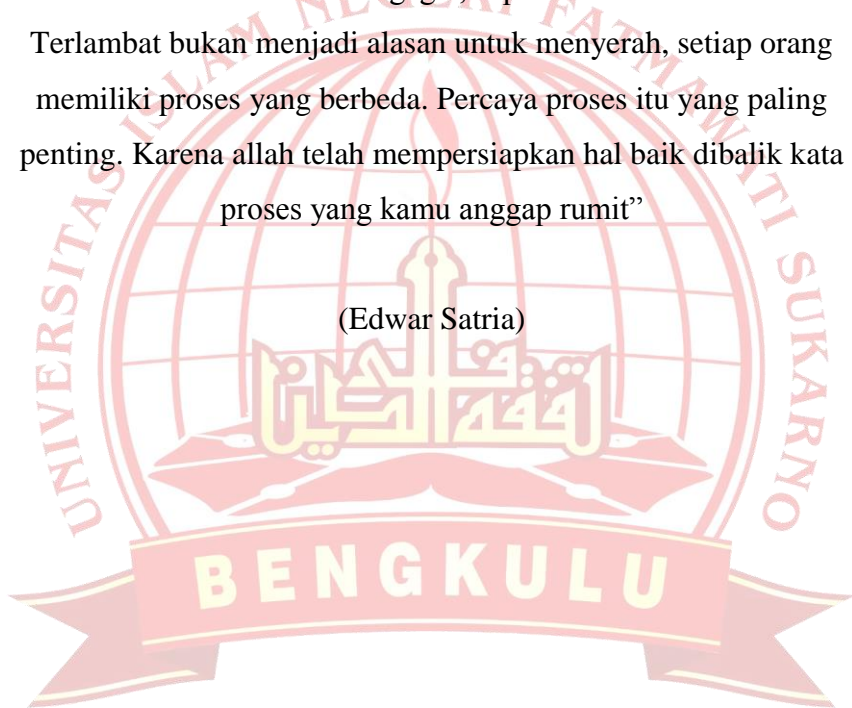 Terlambat bukan menjadi alasan untuk menyerah, setiap orang
memiliki proses yang berbeda. Percaya proses itu yang paling
penting. Karena allah telah mempersiapkan hal baik dibalik kata
proses yang kamu anggap rumit”
(Edwar Satria)
UNIVERSITAS ISLAM NEGERI FATMAWATI SUKARNO
BENGKULU